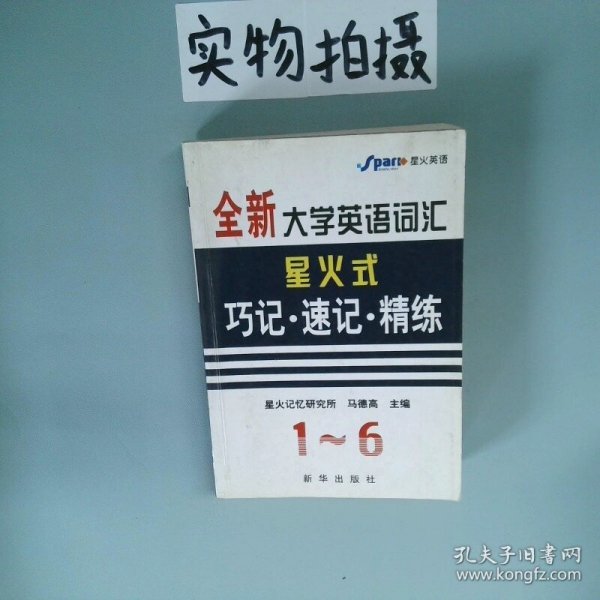 实物拍摄
Spark 星火英语
全新 大学英语词汇
星火式
巧记·速记·精练
星火记忆研究所 马德高 主编
1~6
新华出版社
孔夫子旧书网
www.kongfz.com